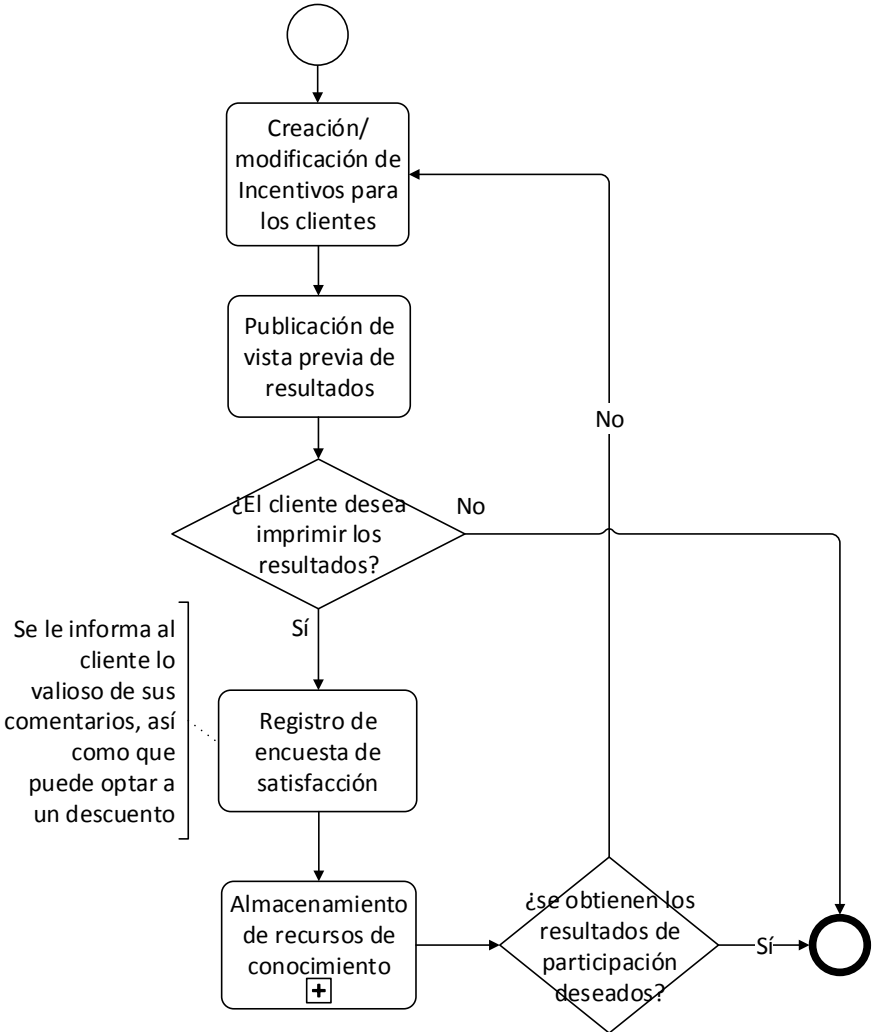 Creación/
modificación de
Incentivos para
los clientes
Publicación de
vista previa de
resultados
No
¿El cliente desea
imprimir los
resultados?
No
Sí
Se le informa al
cliente lo
valioso de sus
comentarios, así
como que
puede optar a
un descuento
Registro de
encuesta de
satisfacción
Almacenamiento
de recursos de
conocimiento
¿se obtienen los
resultados de
participación
deseados?
Sí